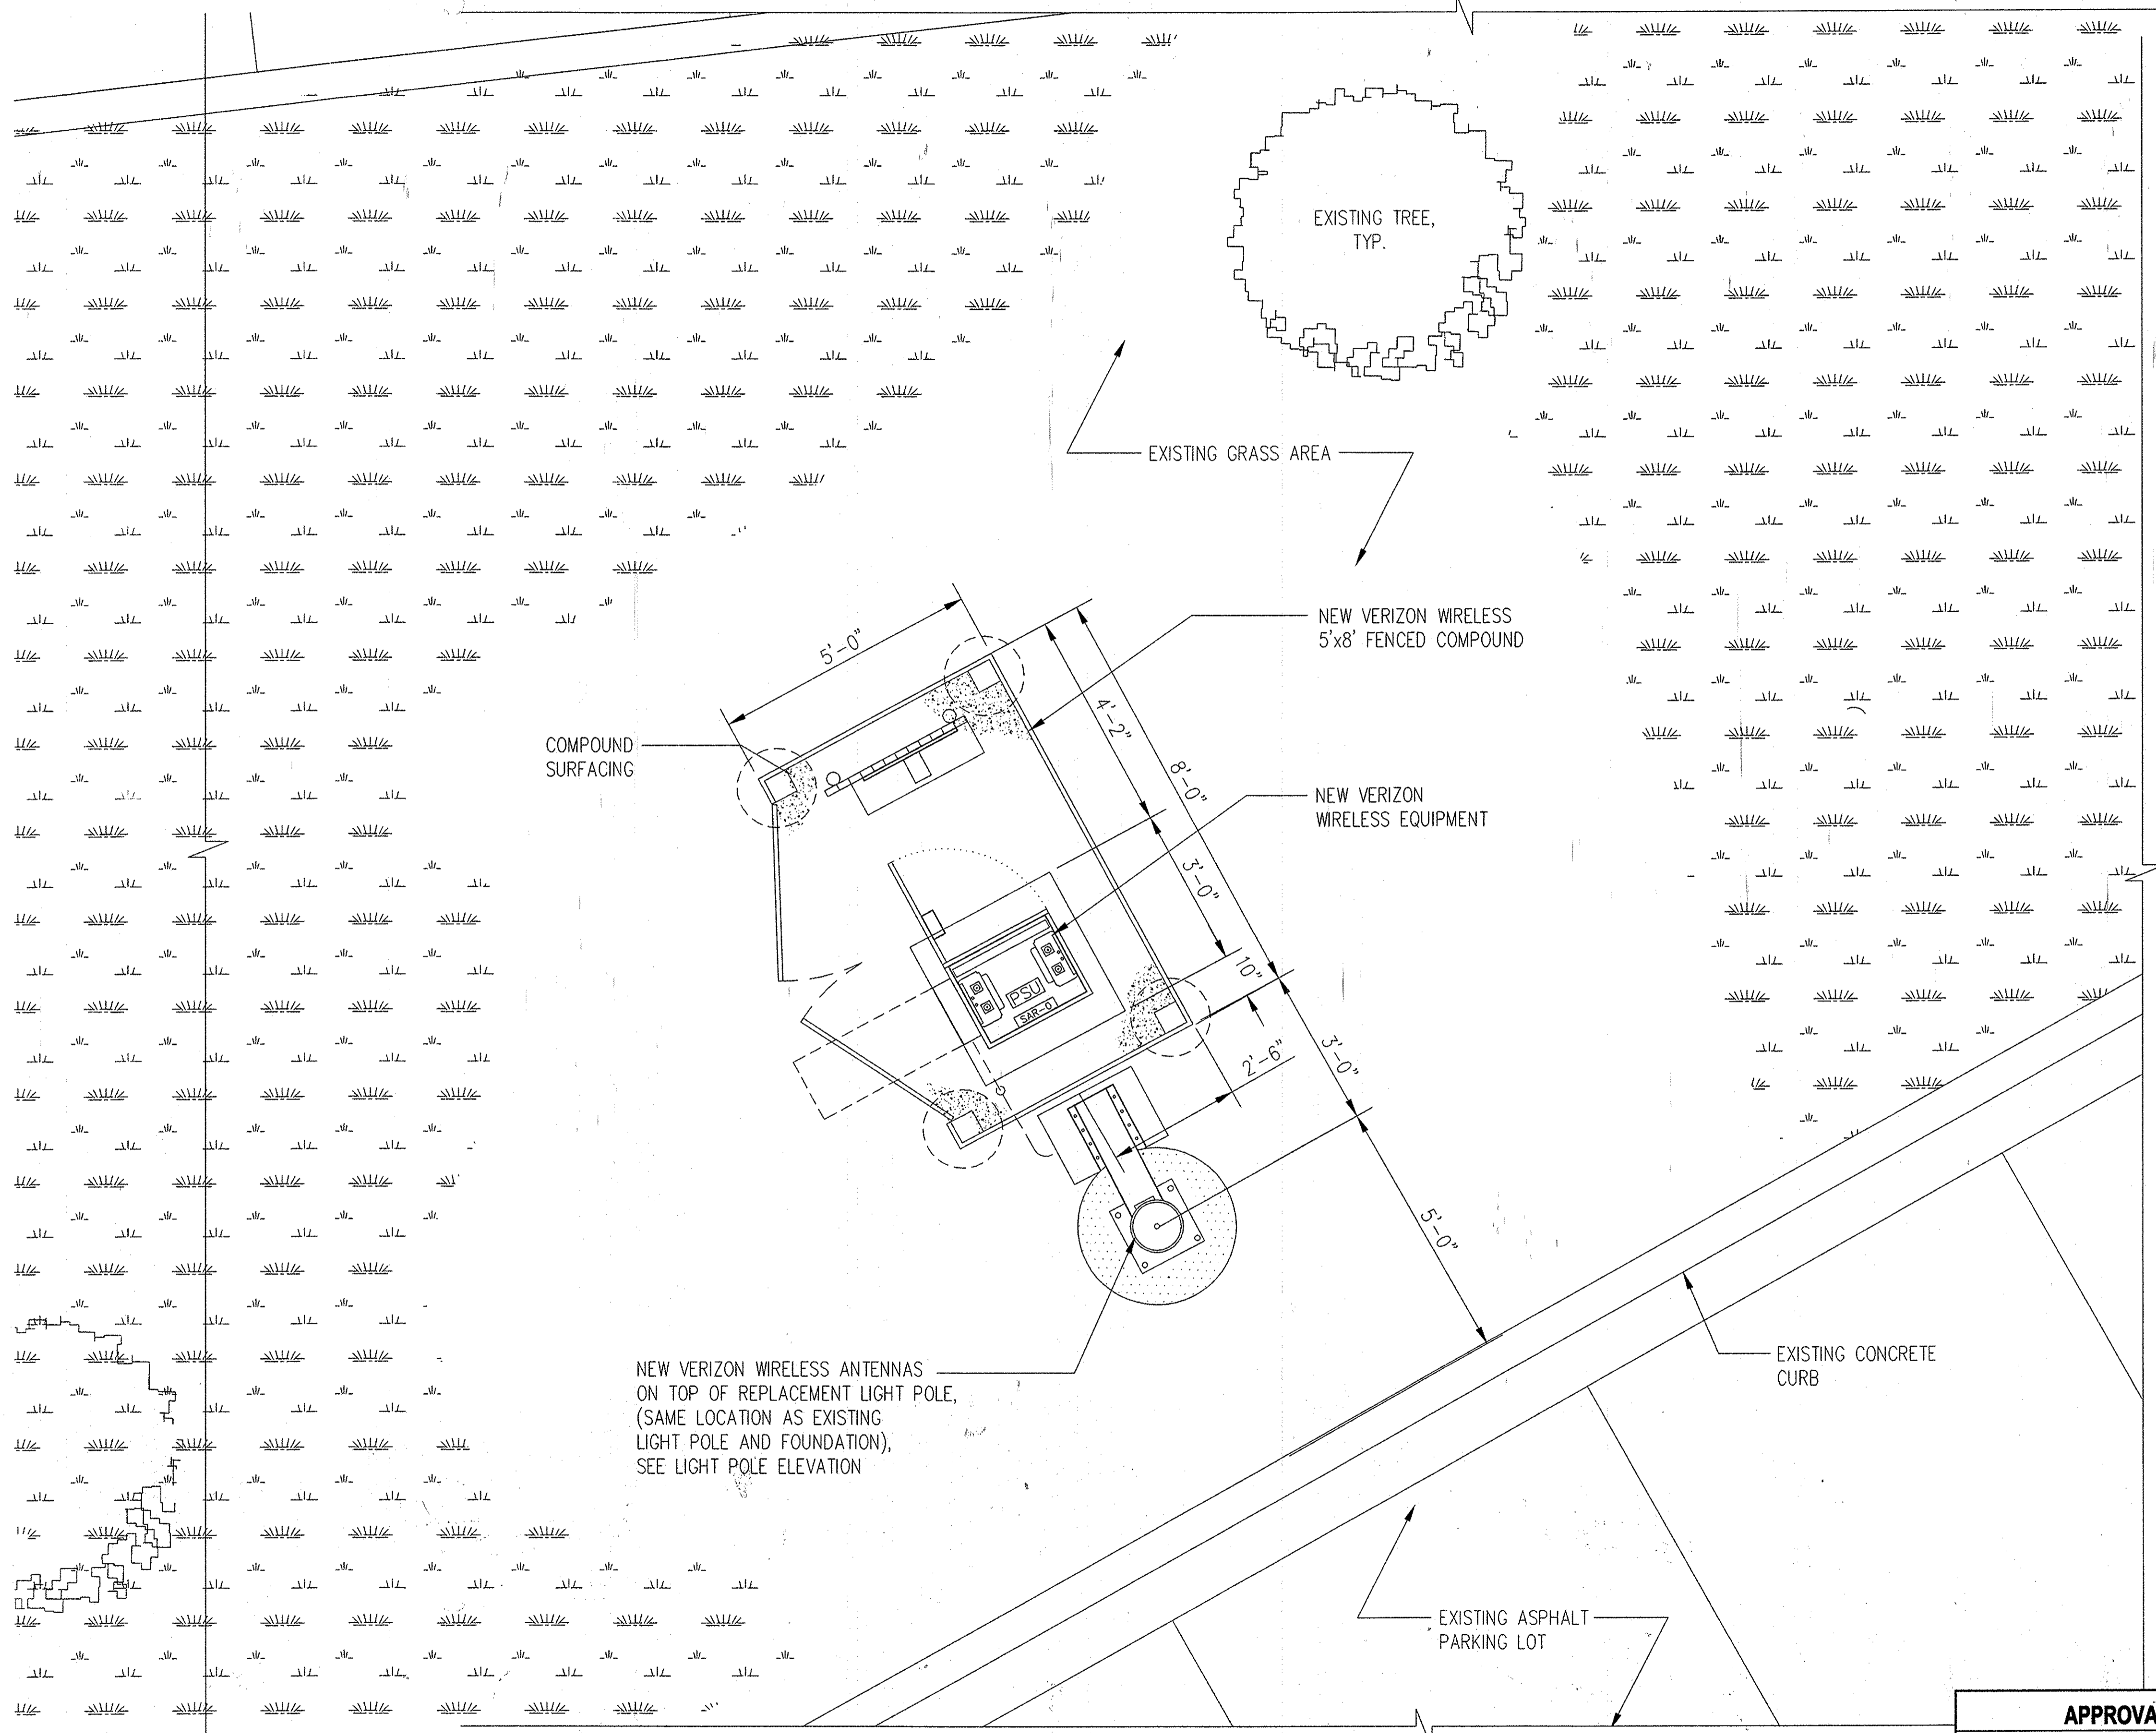 EXISTING TREE,
TYP.
EXISTING GRASS AREA
NEW VERIZON WIRELESS
5'x8' FENCED COMPOUND
5'-0"
4'-2"
8'-0"
COMPOUND
SURFACING
NEW VERIZON
WIRELESS EQUIPMENT
3'-0"
10"
PSU
SAR-O
2'-6"
3'-0"
5'-0"
NEW VERIZON WIRELESS ANTENNAS
ON TOP OF REPLACEMENT LIGHT POLE,
(SAME LOCATION AS EXISTING
LIGHT POLE AND FOUNDATION),
SEE LIGHT POLE ELEVATION
EXISTING CONCRETE
CURB
EXISTING ASPHALT
PARKING LOT
APPROVA